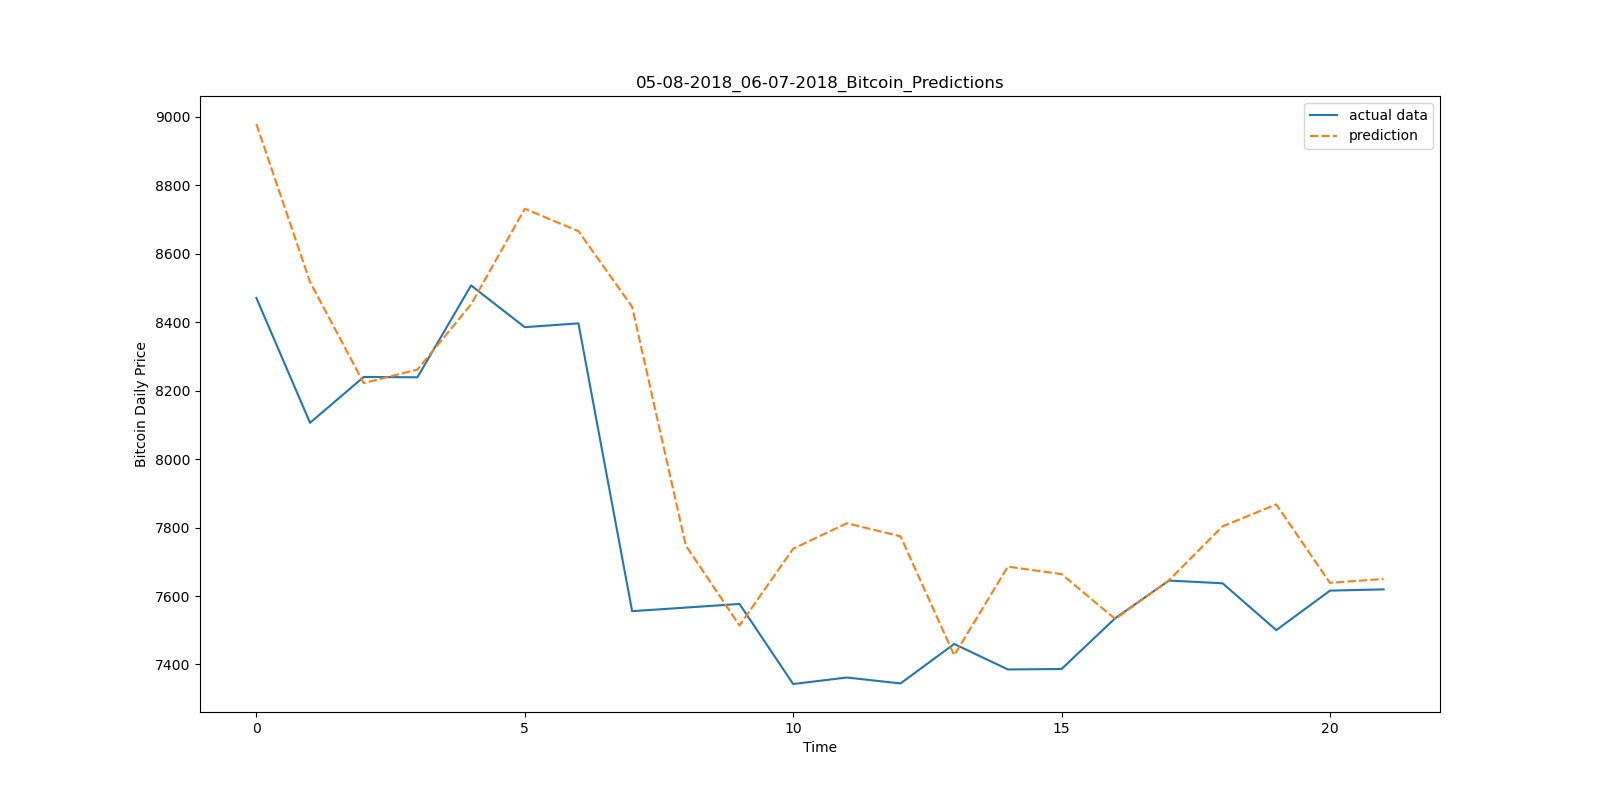 05-08-2018_06-07-2018_Bitcoin_Predictions
actual data
prediction
9000
8800
8600
8400
8200
8000
7800
7600
7400
Bitcoin Daily Price
0 5 10 15 20
Time